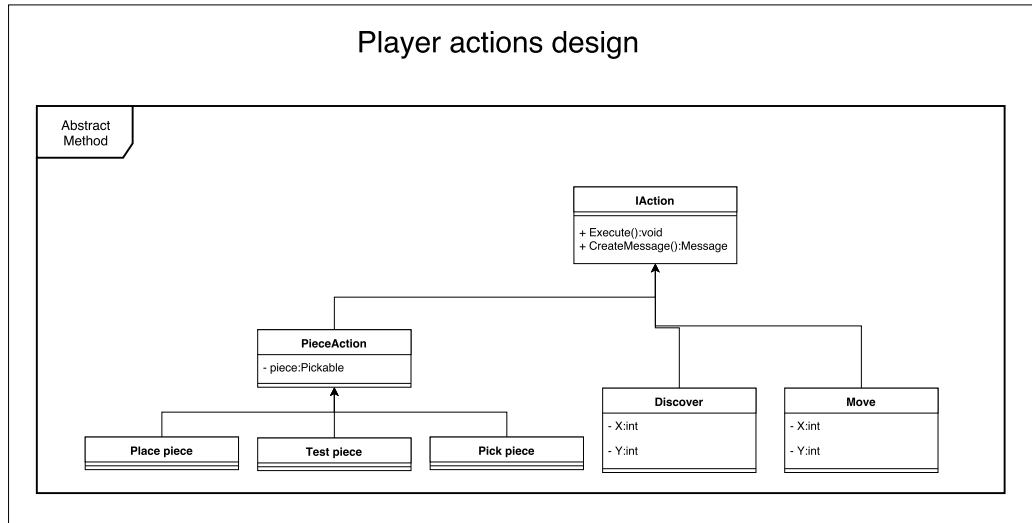 Player actions design
Abstract
Method
IAction
+ Execute():void
+ CreateMessage():Message
PieceAction
- piece:Pickable
Discover
- X:int
- Y:int
Move
- X:int
- Y:int
Place piece
Test piece
Pick piece